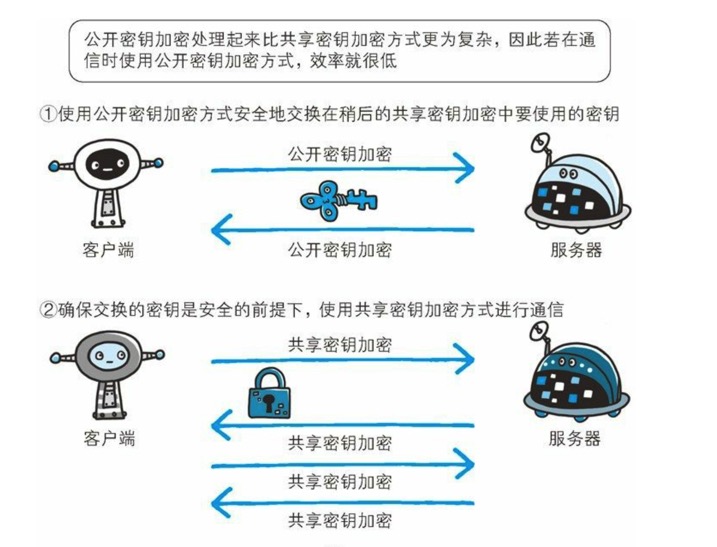 公开密钥加密处理起来比共享密钥加密方式更为复杂，因此若在通
信时使用公开密钥加密方式，效率就很低
①使用公开密钥加密方式安全地交换在稍后的共享密钥加密中要使用的密钥
公开密钥加密
公开密钥加密
客户端
服务器
②确保交换的密钥是安全的前提下，使用共享密钥加密方式进行通信
共享密钥加密
客户端
服务器
共享密钥加密
共享密钥加密
共享密钥加密